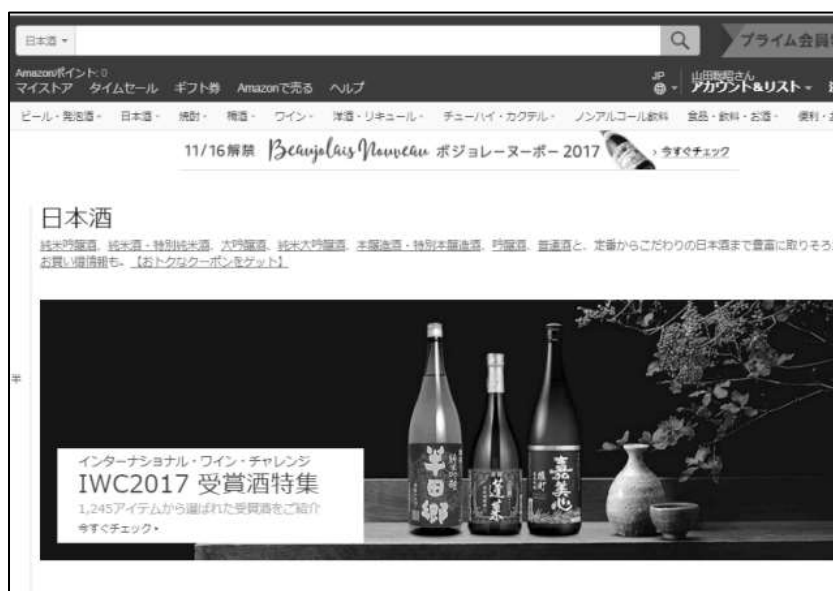 日本酒
プライム会員
Amazonポイント: 0
マイストア タイムセール ギフト券 Amazonで売る ヘルプ
JP
山田聡昭さん
アカウント&リスト
ビール・発泡酒 日本酒 焼酎 梅酒 ワイン 洋酒・リキュール チューハイ・カクテル ノンアルコール飲料 食品・飲料・お酒 便利・お
11/16解禁 Beaujolais Nouveau ボジョレーヌーボー 2017 › 今すぐチェック
日本酒
純米吟醸酒、純米酒・特別純米酒、大吟醸酒、純米大吟醸酒、本醸造酒・特別本醸造酒、吟醸酒、普通酒と、定番からこだわりの日本酒まで豊富に取りそろ
お買い得情報も。【おトクなクーポンをゲット】
半田郷
純米吟醸
蓬莱
嘉美心
インターナショナル・ワイン・チャレンジ
IWC2017 受賞酒特集
1,245アイテムから選ばれた受賞酒をご紹介
今すぐチェック